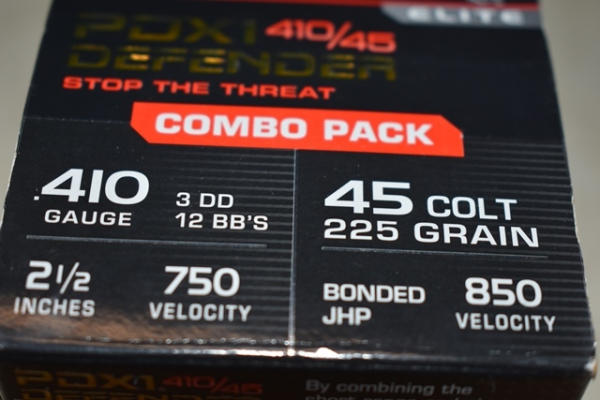 ELITE
PDX1 410/45
DEFENDER
STOP THE THREAT
COMBO PACK
.410
GAUGE
3 DD
12 BB'S
2½
INCHES
750
VELOCITY
45 COLT
225 GRAIN
BONDED
JHP
850
VELOCITY
PDX1 410/45
By combining the